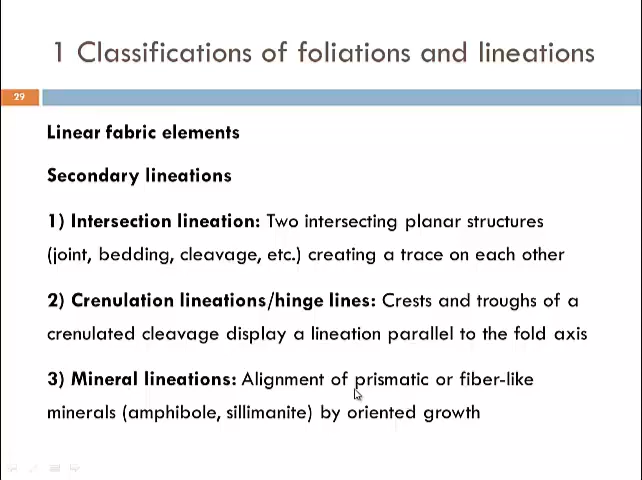 1 Classifications of foliations and lineations
29
Linear fabric elements
Secondary lineations
1) Intersection lineation: Two intersecting planar structures
(joint, bedding, cleavage, etc.) creating a trace on each other
2) Crenulation lineations/hinge lines: Crests and troughs of a
crenulated cleavage display a lineation parallel to the fold axis
3) Mineral lineations: Alignment of prismatic or fiber-like
minerals (amphibole, sillimanite) by oriented growth